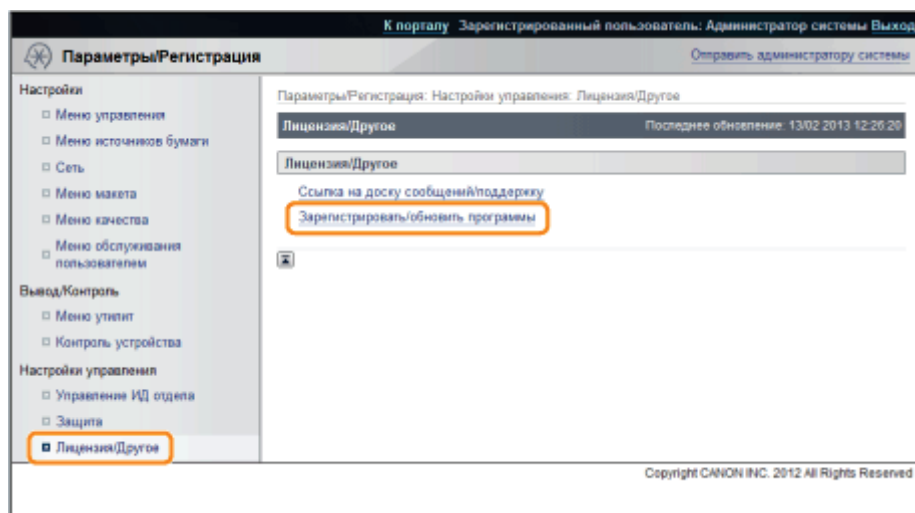 К порталу Зарегистрированный пользователь: Администратор системы Выход
Параметры/Регистрация
Отправить администратору системы
Настройки
Меню управления
Меню источников бумаги
Сеть
Меню макета
Меню качества
Меню обслуживания
пользователем
Вывод/Контроль
Меню утилит
Контроль устройства
Настройки управления
Управление ИД отдела
Защита
Лицензия/Другое
Параметры/Регистрация: Настройки управления: Лицензия/Другое
Лицензия/Другое
Последнее обновление: 13/02 2013 12:26:20
Лицензия/Другое
Ссылка на доску сообщений/поддержку
Зарегистрировать/обновить программы
Copyright CANON INC. 2012 All Rights Reserved